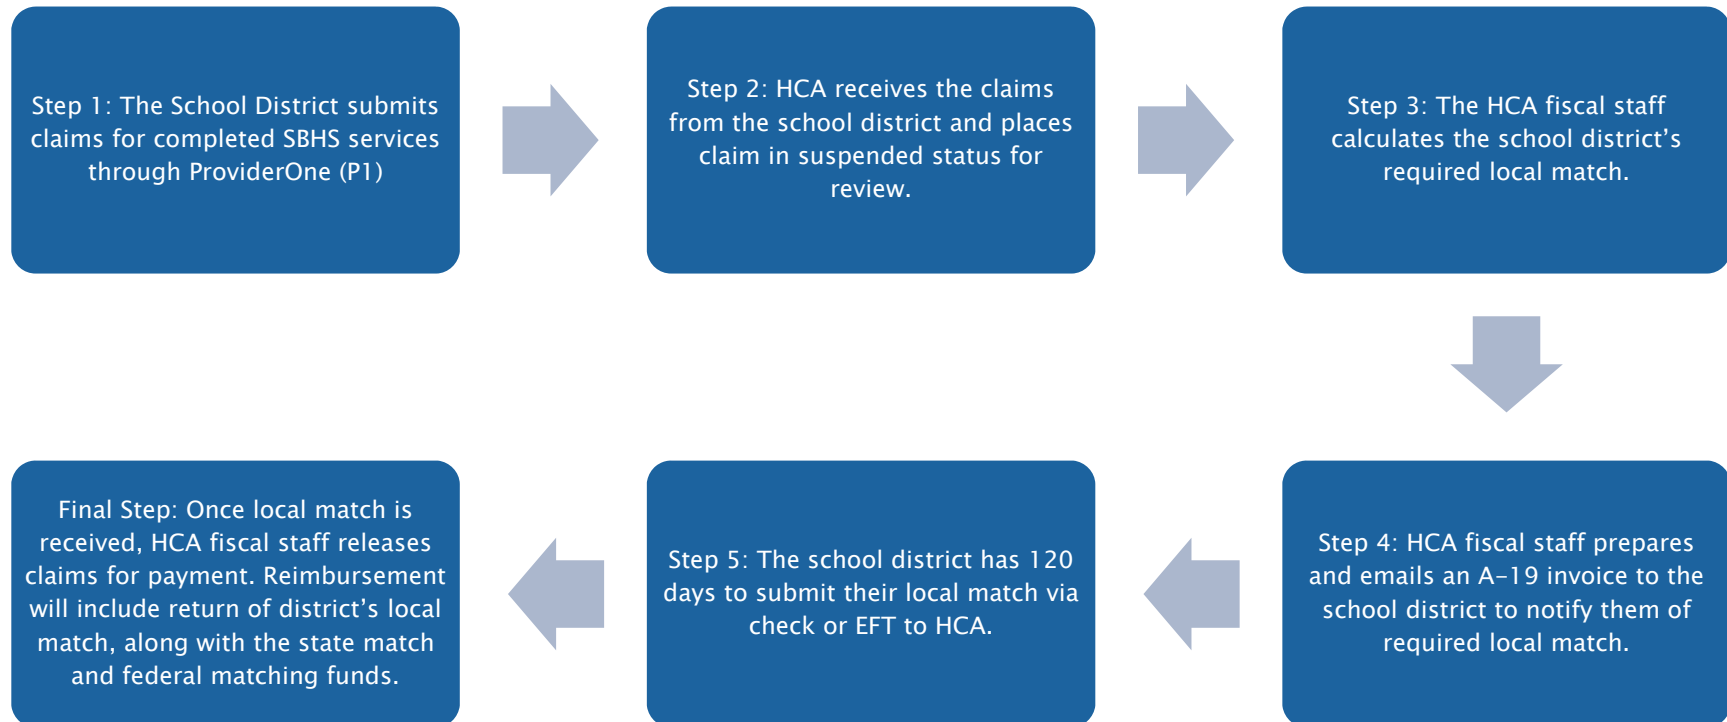 Step 1: The School District submits
claims for completed SBHS services
through ProviderOne (P1)
Step 2: HCA receives the claims
from the school district and places
claim in suspended status for
review.
Step 3: The HCA fiscal staff
calculates the school district’s
required local match.
Step 4: HCA fiscal staff prepares
and emails an A-19 invoice to the
school district to notify them of
required local match.
Step 5: The school district has 120
days to submit their local match via
check or EFT to HCA.
Final Step: Once local match is
received, HCA fiscal staff releases
claims for payment. Reimbursement
will include return of district’s local
match, along with the state match
and federal matching funds.